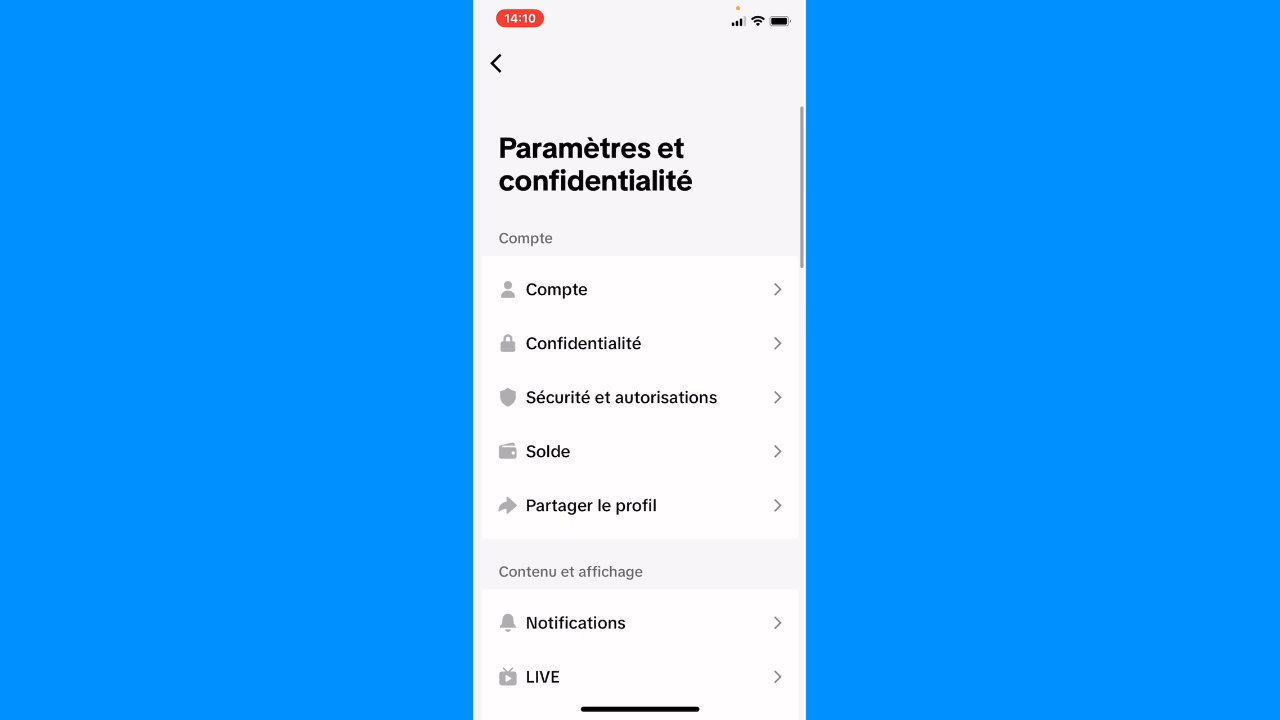 14:10
Paramètres et
confidentialité
Compte
Compte
Confidentialité
Sécurité et autorisations
Solde
Partager le profil
Contenu et affichage
Notifications
LIVE